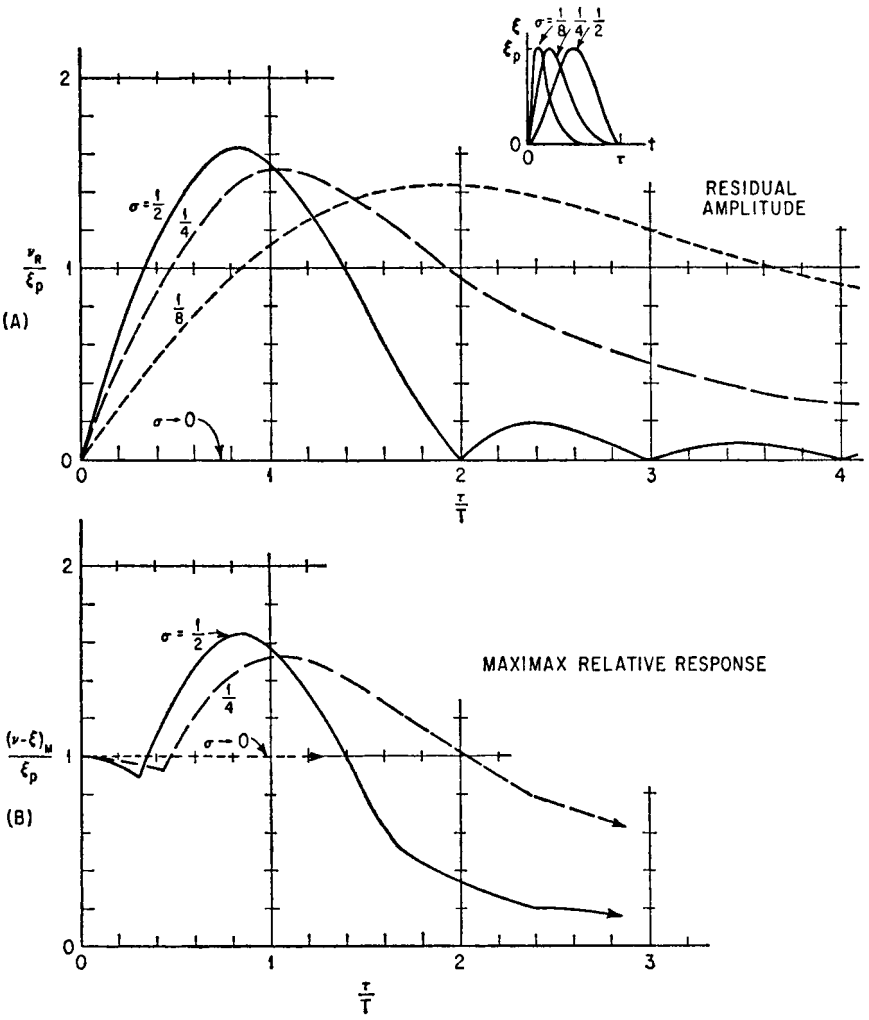 ξ σ=1/8 1/4 1/2
ξp
0
0 τ t
2
RESIDUAL
AMPLITUDE
σ=1/2
1/4
νR/ξp
1
1/8
(A)
σ→0
0
0 1 2 3 4
τ/T
2
σ=1/2
MAXIMAX RELATIVE RESPONSE
1/4
σ→0
(ν-ξ)M/ξp
1
(B)
0
0 1 2 3
τ/T